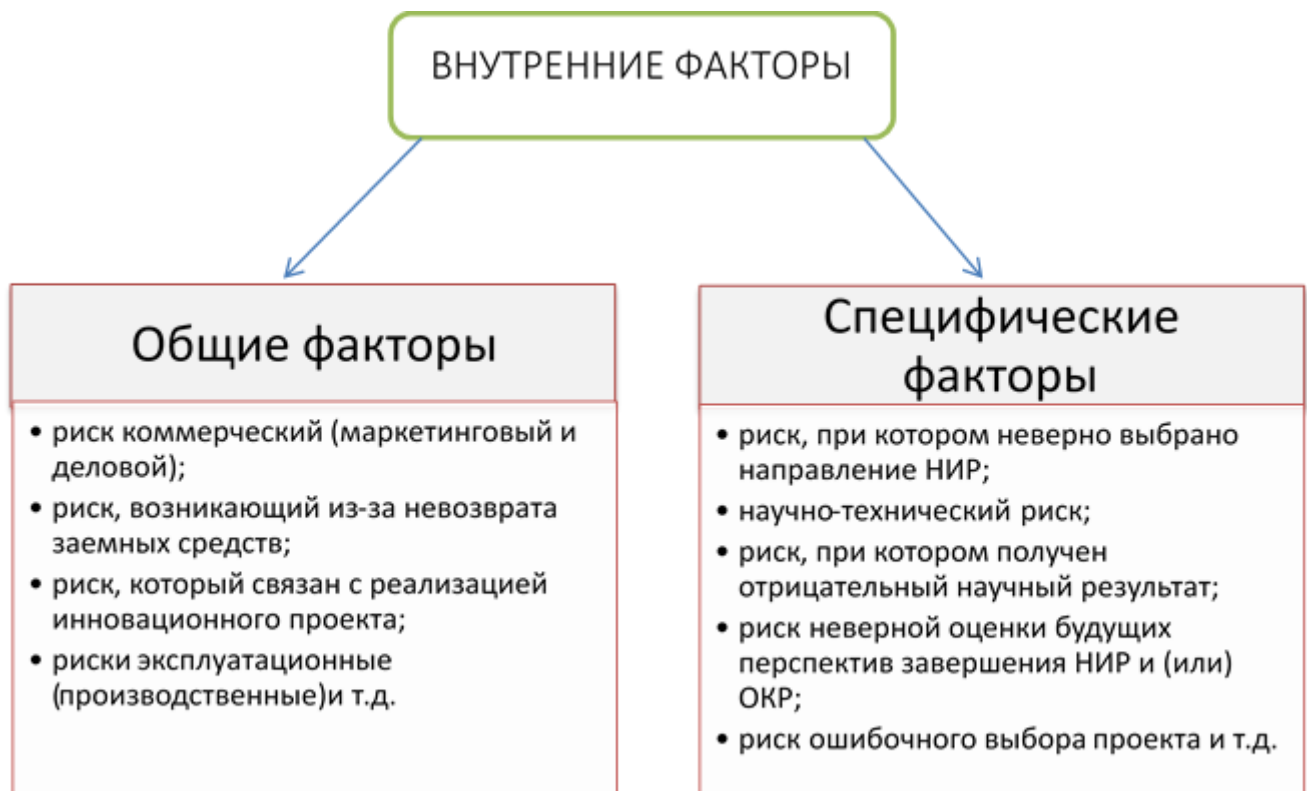 ВНУТРЕННИЕ ФАКТОРЫ
Общие факторы
• риск коммерческий (маркетинговый и
деловой);
• риск, возникающий из-за невозврата
заемных средств;
• риск, который связан с реализацией
инновационного проекта;
• риски эксплуатационные
(производственные)и т.д.
Специфические
факторы
• риск, при котором неверно выбрано
направление НИР;
• научно-технический риск;
• риск, при котором получен
отрицательный научный результат;
• риск неверной оценки будущих
перспектив завершения НИР и (или)
ОКР;
• риск ошибочного выбора проекта и т.д.